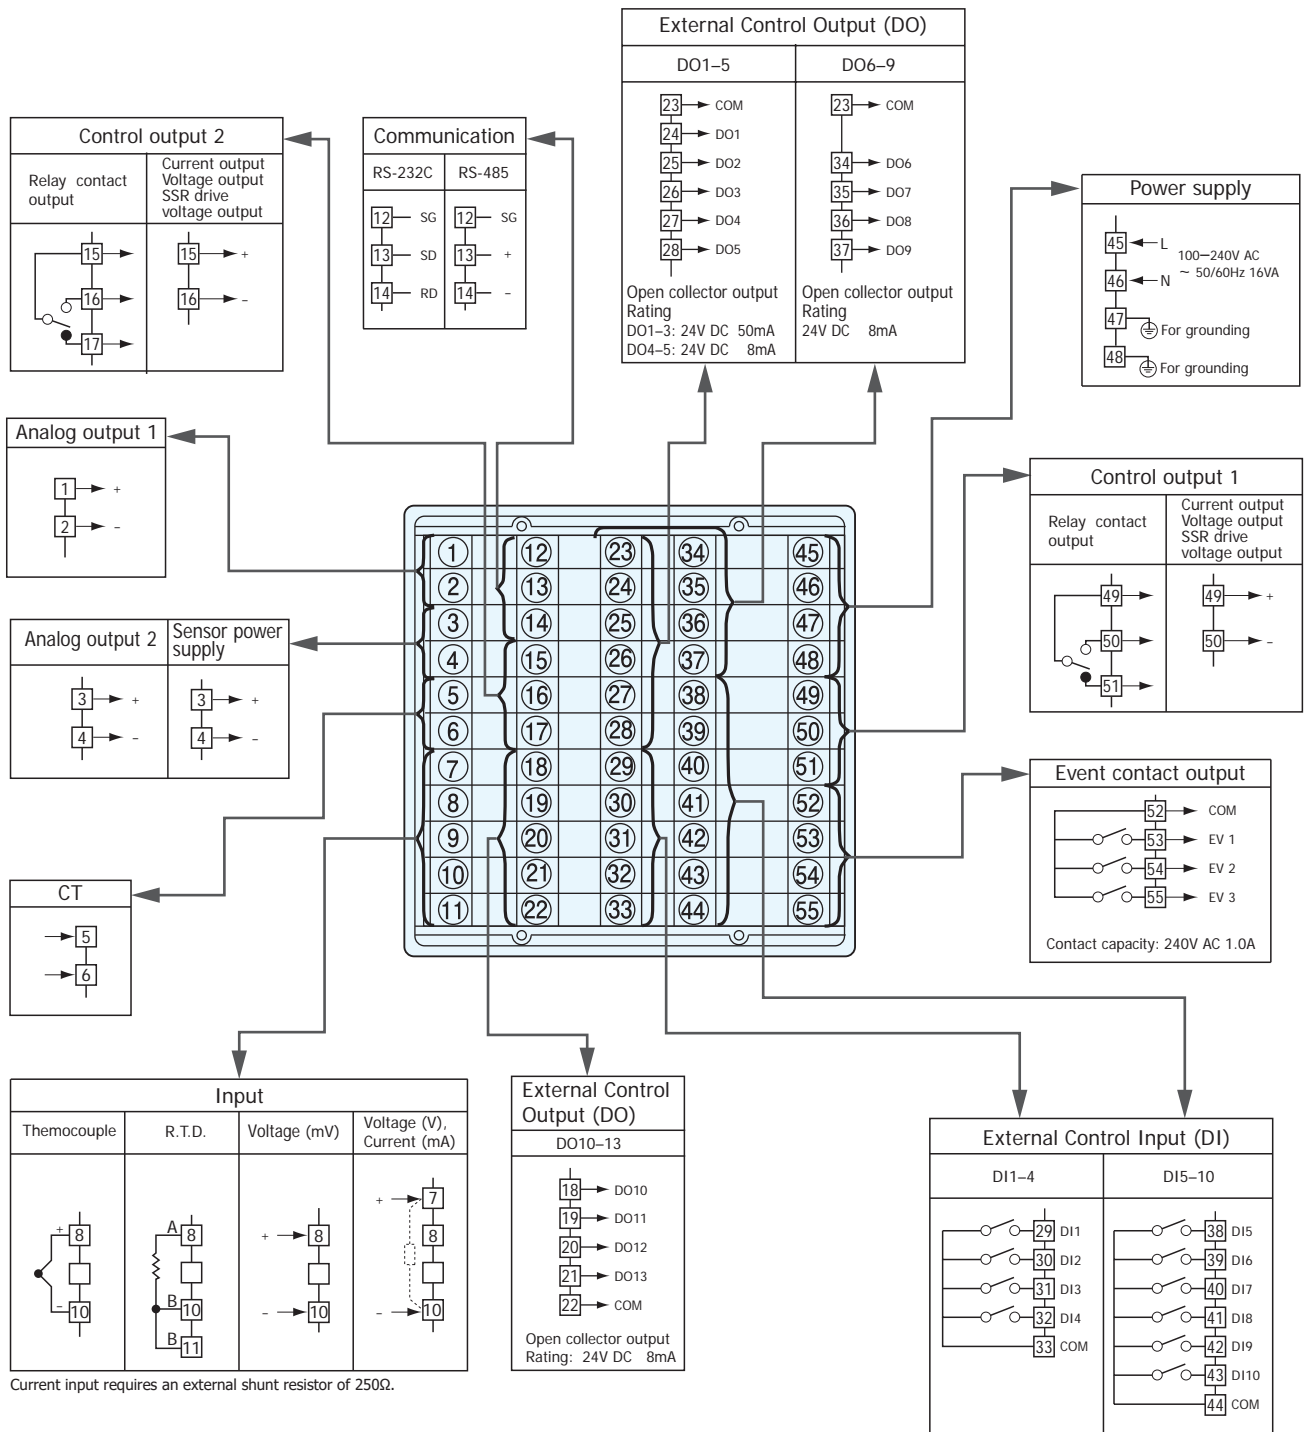 External Control Output (DO)
DO1–5
DO6–9
23 COM
24 DO1
25 DO2
26 DO3
27 DO4
28 DO5
23 COM
34 DO6
35 DO7
36 DO8
37 DO9
Open collector output
Rating
DO1–3: 24V DC 50mA
DO4–5: 24V DC 8mA
Open collector output
Rating
24V DC 8mA
Control output 2
Relay contact
output
Current output
Voltage output
SSR drive
voltage output
15
16
17
15 +
16 –
Communication
RS-232C
RS-485
12 SG
13 SD
14 RD
12 SG
13 +
14 –
Power supply
45 L
46 N
100–240V AC
~ 50/60Hz 16VA
47 For grounding
48 For grounding
Analog output 1
1 +
2 –
Analog output 2
Sensor power
supply
3 +
4 –
3 +
4 –
CT
5
6
1 12 23 34 45
2 13 24 35 46
3 14 25 36 47
4 15 26 37 48
5 16 27 38 49
6 17 28 39 50
7 18 29 40 51
8 19 30 41 52
9 20 31 42 53
10 21 32 43 54
11 22 33 44 55
Control output 1
Relay contact
output
Current output
Voltage output
SSR drive
voltage output
49
50
51
49 +
50 –
Event contact output
52 COM
53 EV 1
54 EV 2
55 EV 3
Contact capacity: 240V AC 1.0A
Input
Themocouple
R.T.D.
Voltage (mV)
Voltage (V),
Current (mA)
+ 8
– 10
A 8
B 10
B 11
+ 8
– 10
+ 7
8
– 10
Current input requires an external shunt resistor of 250Ω.
External Control
Output (DO)
DO10–13
18 DO10
19 DO11
20 DO12
21 DO13
22 COM
Open collector output
Rating: 24V DC 8mA
External Control Input (DI)
DI1–4
DI5–10
29 DI1
30 DI2
31 DI3
32 DI4
33 COM
38 DI5
39 DI6
40 DI7
41 DI8
42 DI9
43 DI10
44 COM